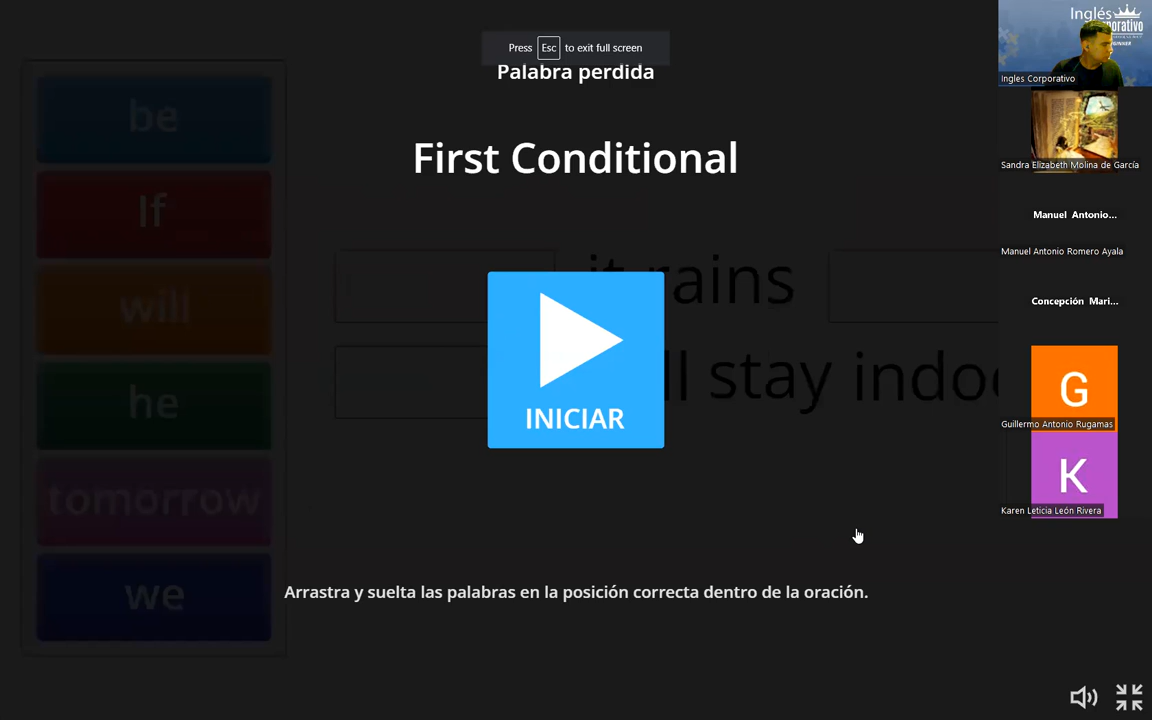 Press Esc to exit full screen
Palabra perdida
First Conditional
be
If
will
he
tomorrow
we
it rains
ll stay indoo
INICIAR
Arrastra y suelta las palabras en la posición correcta dentro de la oración.
Inglés
Ingles Corporativo
Sandra Elizabeth Molina de García
Manuel Antonio...
Manuel Antonio Romero Ayala
Concepción Mari...
G
Guillermo Antonio Rugamas
K
Karen Leticia León Rivera